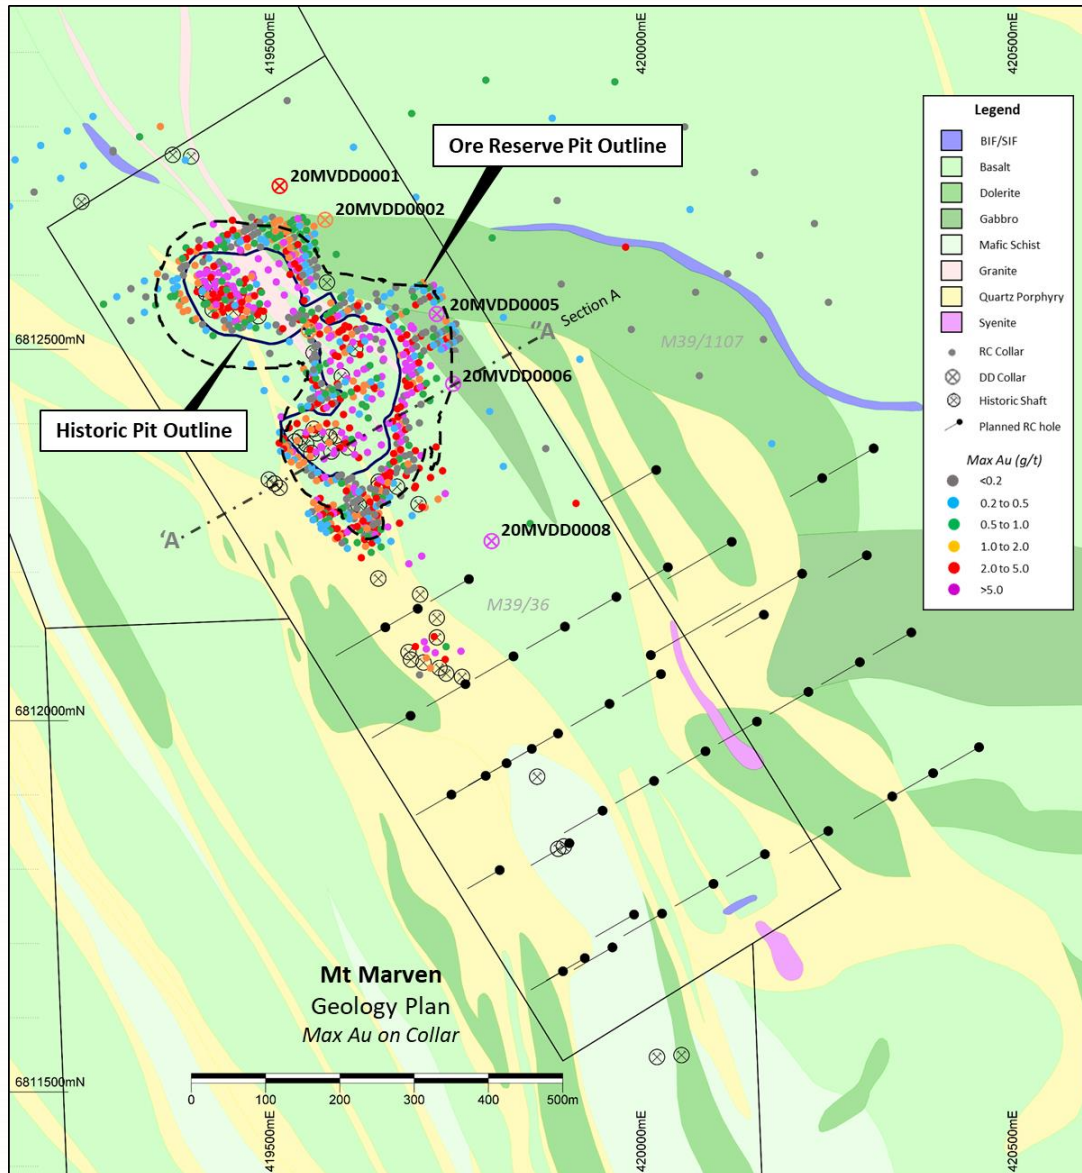 419500mE
420000mE
420500mE
Ore Reserve Pit Outline
20MVDD0001
20MVDD0002
20MVDD0005
Section A
"A
M39/1107
6812500mN
20MVDD0006
Historic Pit Outline
'A
20MVDD0008
M39/36
6812000mN
Legend
BIF/SIF
Basalt
Dolerite
Gabbro
Mafic Schist
Granite
Quartz Porphyry
Syenite
RC Collar
DD Collar
Historic Shaft
Planned RC hole
Max Au (g/t)
<0.2
0.2 to 0.5
0.5 to 1.0
1.0 to 2.0
2.0 to 5.0
>5.0
Mt Marven
Geology Plan
Max Au on Collar
0 100 200 300 400 500m
6811500mN
419500mE
420000mE
420500mE